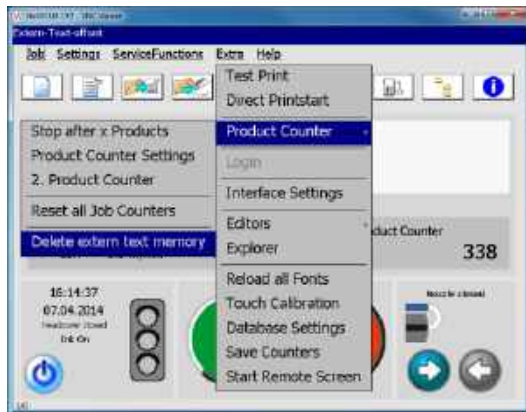 Extern-Text-offset
Job Settings ServiceFunctions Extra Help
Test Print
Direct Printstart
Product Counter
Login
Interface Settings
Editors
Explorer
Reload all Fonts
Touch Calibration
Database Settings
Save Counters
Start Remote Screen
Stop after x Products
Product Counter Settings
2. Product Counter
Reset all Job Counters
Delete extern text memory
duct Counter
338
16:14:37
07.04.2014
Ink On